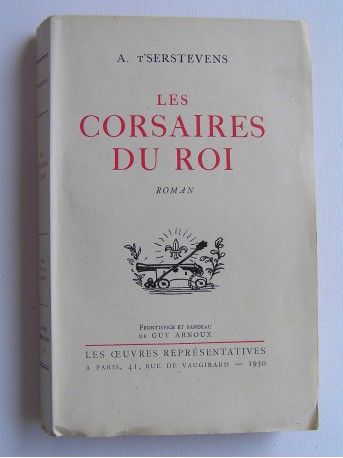 A. T'SERSTEVENS
LES
CORSAIRES
DU ROI
ROMAN
FRONTISPICE ET BANDEAU
DE GUY ARNOUX
LES ŒUVRES REPRÉSENTATIVES
A PARIS, 41, RUE DE VAUGIRARD — 1930